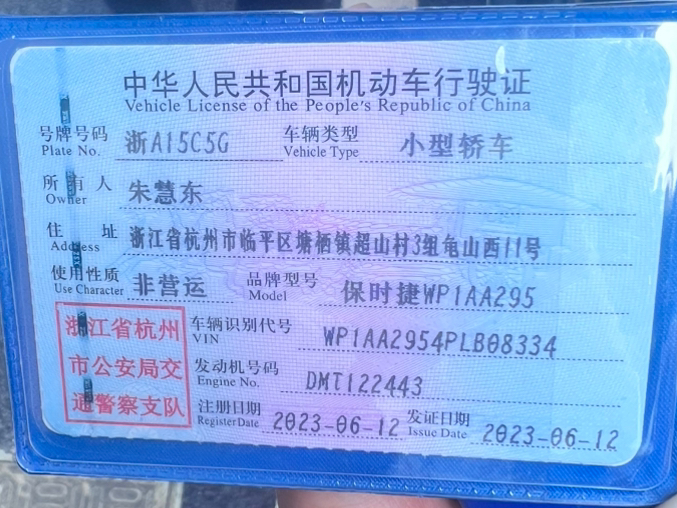 中华人民共和国机动车行驶证
Vehicle License of the People's Republic of China
号牌号码 浙A15C5G 车辆类型 小型轿车
Plate No. Vehicle Type
所有人 朱慧东
Owner
住址 浙江省杭州市临平区塘栖镇超山村3组龟山西11号
Address
使用性质 非营运 品牌型号 保时捷WP1AA295
Use Character Model
浙江省杭州
市公安局交
通警察支队
车辆识别代号 WP1AA2954PLB08334
VIN
发动机号码 DMT122443
Engine No.
注册日期 2023-06-12 发证日期 2023-06-12
Register Date Issue Date